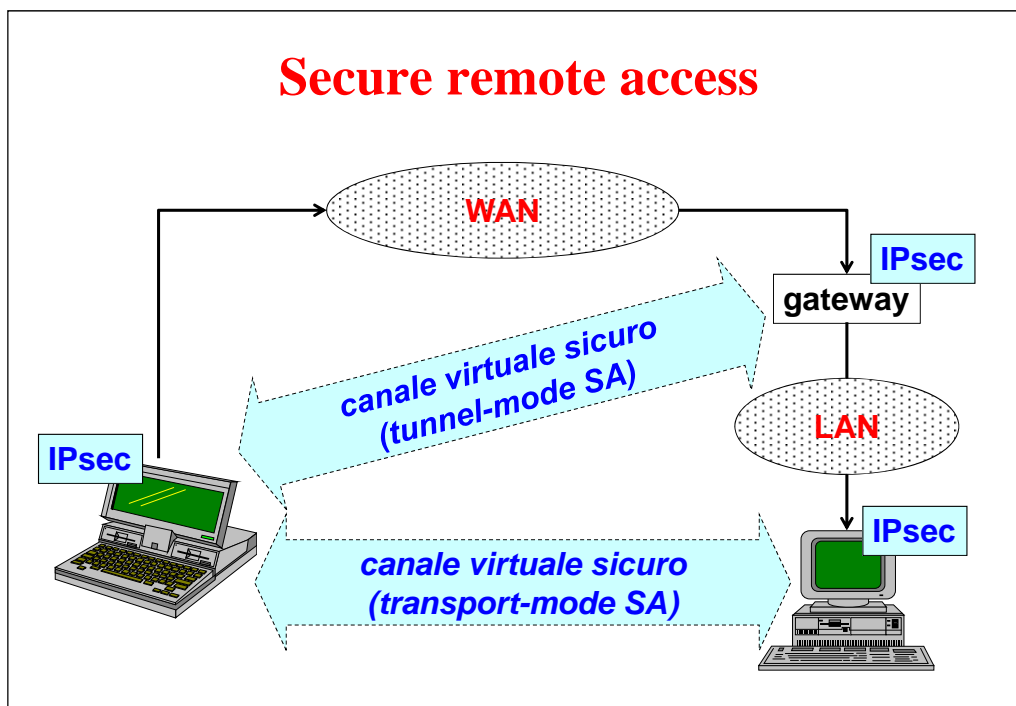 Secure remote access
WAN
IPsec
gateway
canale virtuale sicuro
(tunnel-mode SA)
LAN
IPsec
IPsec
canale virtuale sicuro
(transport-mode SA)